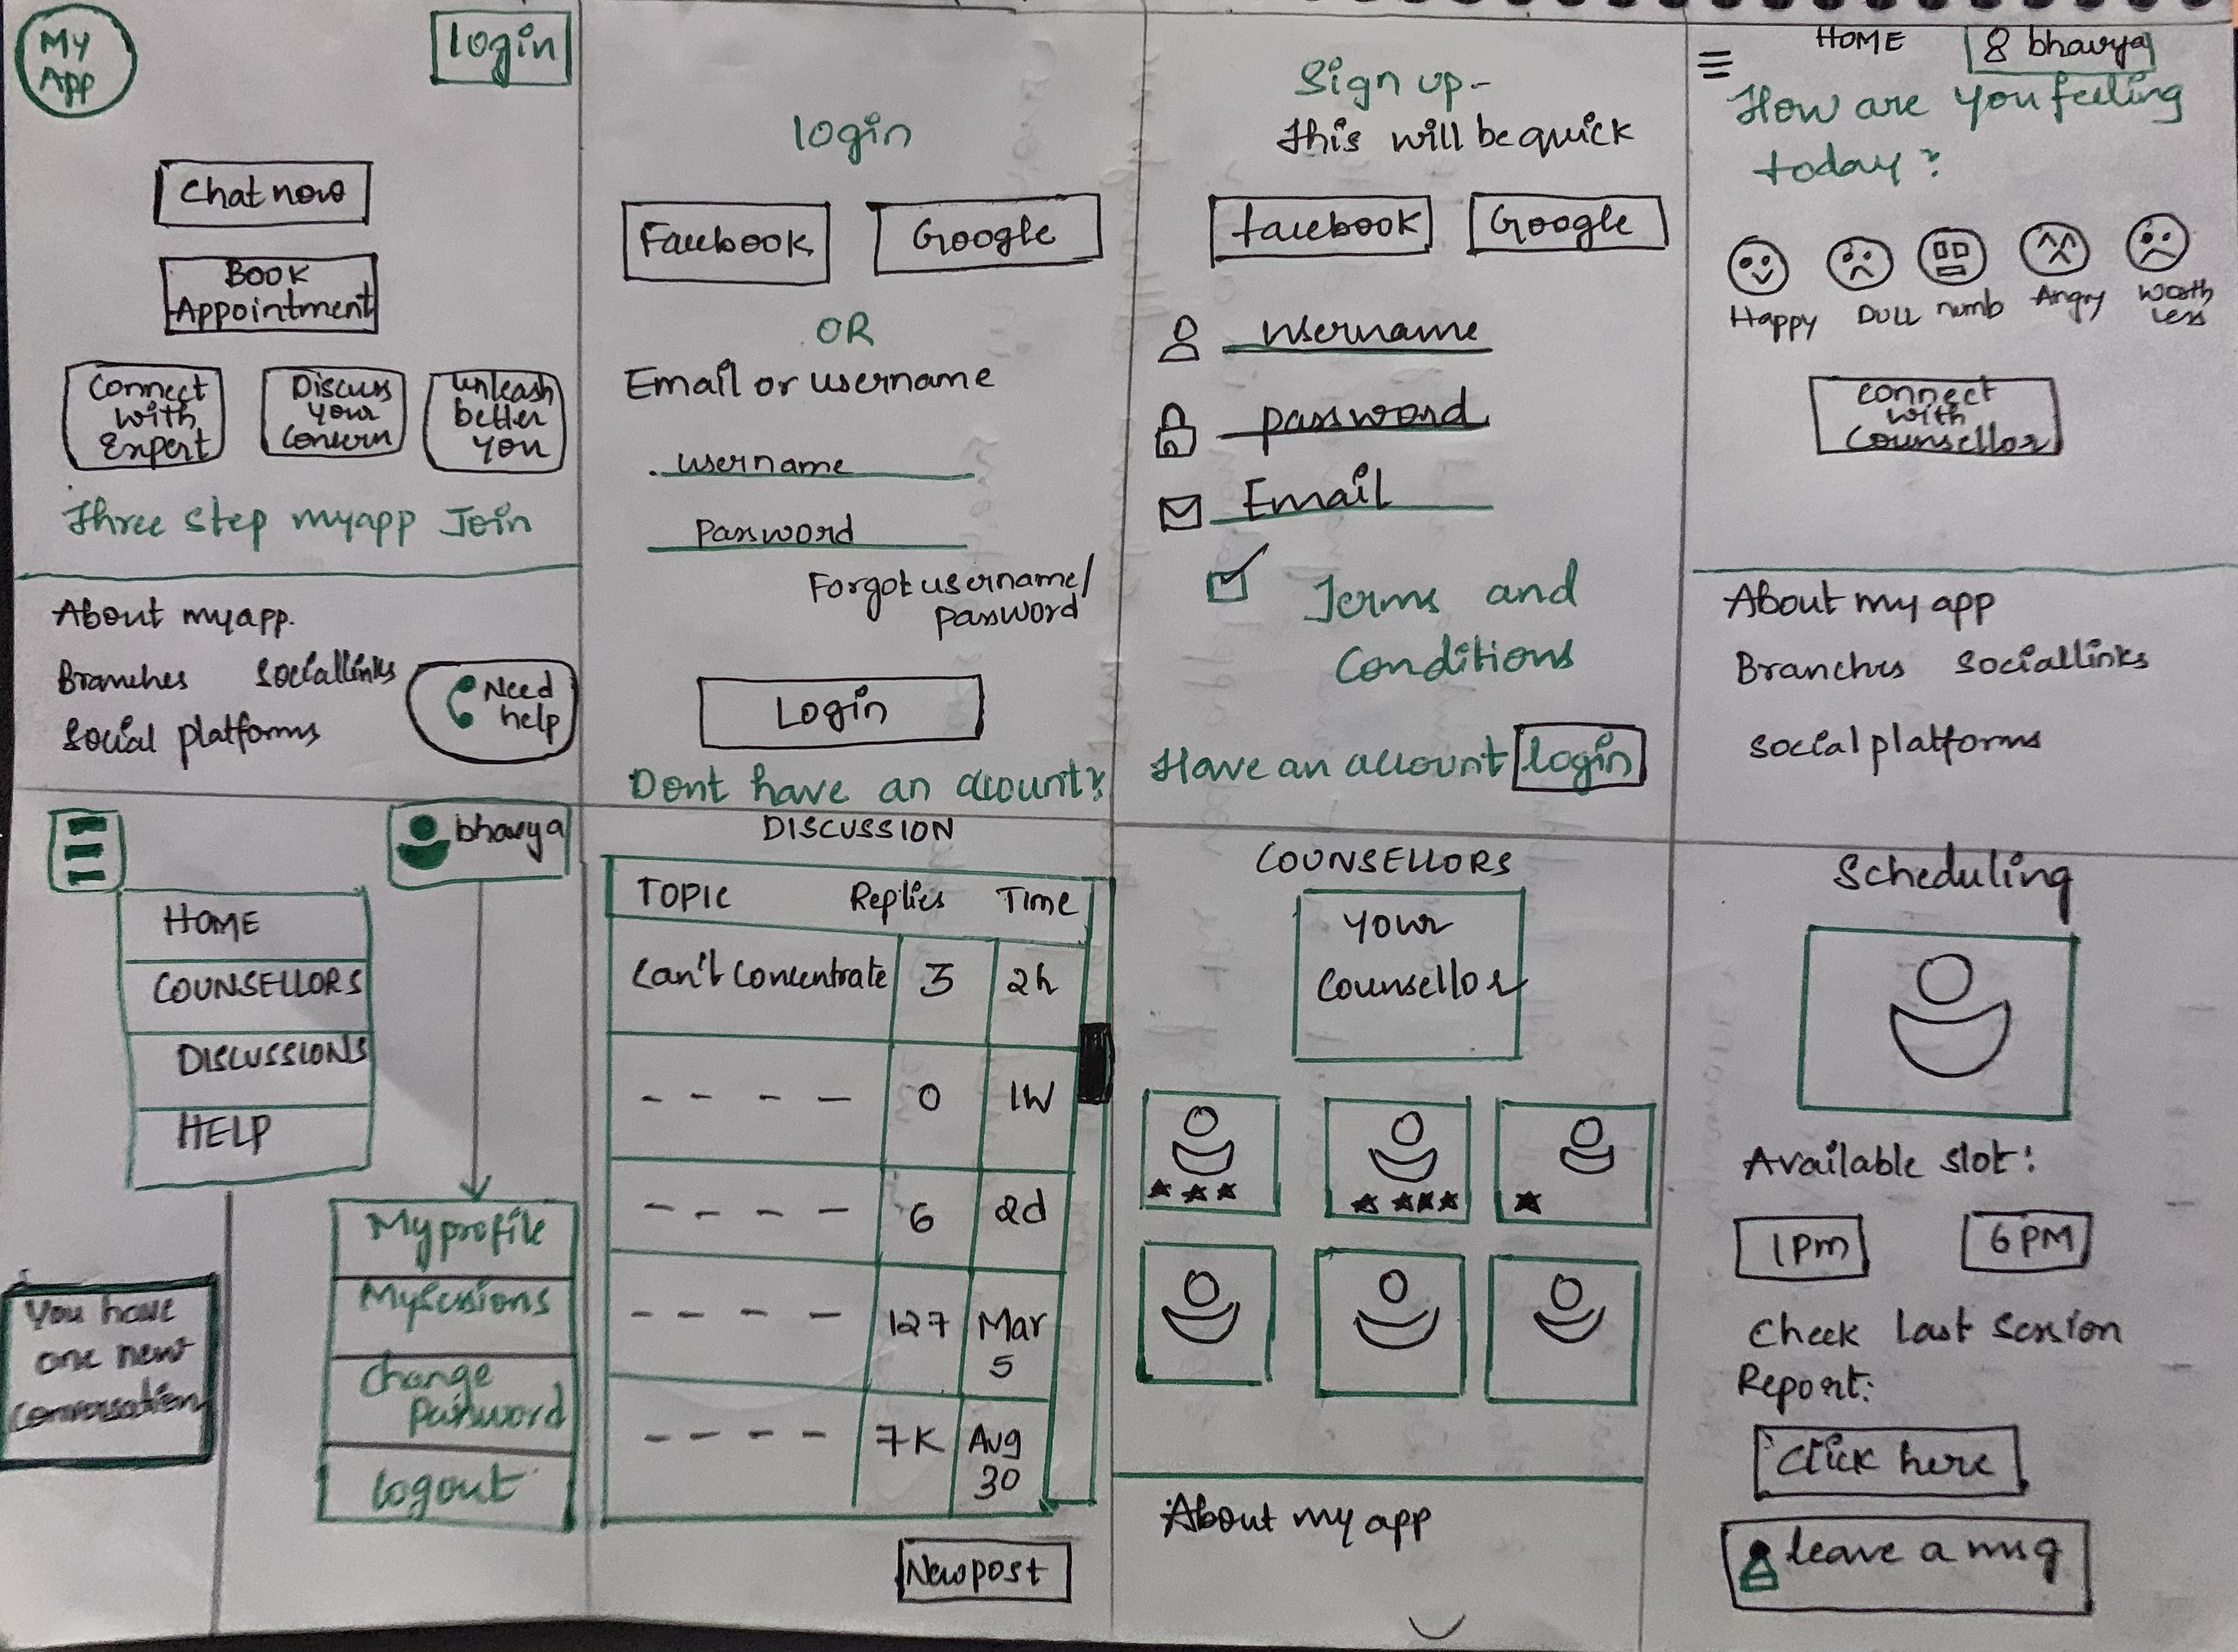 My
App
login
Chat now
Book
Appointment
Connect
with
Expert
Discuss
your
Concern
unleash
better
you
Three step myapp Join
About myapp.
Branches Sociallinks
Social platforms
Need
help
login
Facebook
Google
OR
Email or username
username
password
Forgot username/
password
Login
Dont have an acount?
Sign up-
This will be quick
facebook
Google
username
password
Email
Terms and
Conditions
Have an account login
HOME
bhavya
How are you feeling
today?
Happy
DULL
numb
Angry
worth
less
connect
with
Counsellor
About my app
Branches Sociallinks
social platforms
bhavya
HOME
COUNSELLORS
DISCUSSIONS
HELP
My profile
My Sessions
Change
Password
logout
You have
one new
conversation
DISCUSSION
TOPIC Replies Time
Can't Concentrate 3 2h
0 1W
6 2d
127 Mar
5
7K Aug
30
New post
COUNSELLORS
your
Counsellor
About my app
Scheduling
Available slot:
1pm
6PM
Check Last Session
Report:
Click here
leave a msg